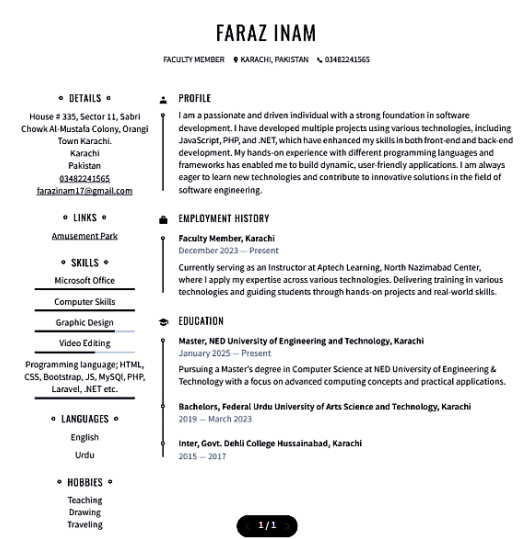 FARAZ INAM
FACULTY MEMBER KARACHI, PAKISTAN 03482241565
DETAILS
House # 335, Sector 11, Sabri
Chowk Al-Mustafa Colony, Orangi
Town Karachi.
Karachi
Pakistan
03482241565
farazinam17@gmail.com
LINKS
Amusement Park
SKILLS
Microsoft Office
Computer Skills
Graphic Design
Video Editing
Programming language; HTML,
CSS, Bootstrap, JS, MySQl, PHP,
Laravel, .NET etc.
LANGUAGES
English
Urdu
HOBBIES
Teaching
Drawing
Traveling
PROFILE
I am a passionate and driven individual with a strong foundation in software
development. I have developed multiple projects using various technologies, including
JavaScript, PHP, and .NET, which have enhanced my skills in both front-end and back-end
development. My hands-on experience with different programming languages and
frameworks has enabled me to build dynamic, user-friendly applications. I am always
eager to learn new technologies and contribute to innovative solutions in the field of
software engineering.
EMPLOYMENT HISTORY
Faculty Member, Karachi
December 2023 — Present
Currently serving as an Instructor at Aptech Learning, North Nazimabad Center,
where I apply my expertise across various technologies. Delivering training in various
technologies and guiding students through hands-on projects and real-world skills.
EDUCATION
Master, NED University of Engineering and Technology, Karachi
January 2025 — Present
Pursuing a Master's degree in Computer Science at NED University of Engineering &
Technology with a focus on advanced computing concepts and practical applications.
Bachelors, Federal Urdu University of Arts Science and Technology, Karachi
2019 — March 2023
Inter, Govt. Dehli College Hussainabad, Karachi
2015 — 2017
1/1